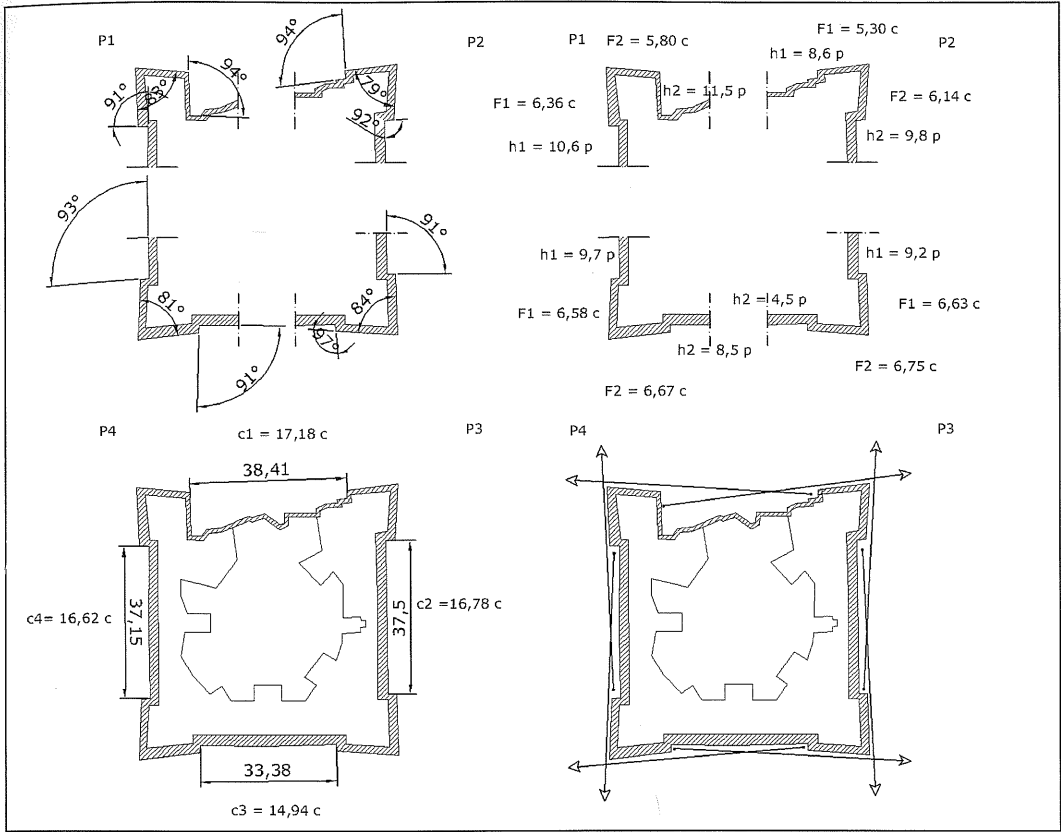 P1
94°
94°
P2
91°
83°
79°
92°
93°
91°
81°
84°
97°
91°
P4
P3
P1
F2 = 5,80 c
F1 = 5,30 c
h1 = 8,6 p
P2
h2 = 11,5 p
F1 = 6,36 c
F2 = 6,14 c
h1 = 10,6 p
h2 = 9,8 p
h1 = 9,7 p
h1 = 9,2 p
F1 = 6,58 c
h2 = 4,5 p
F1 = 6,63 c
h2 = 8,5 p
F2 = 6,75 c
F2 = 6,67 c
P4
P3
c1 = 17,18 c
38,41
c4= 16,62 c
37,15
37,5
c2 =16,78 c
33,38
c3 = 14,94 c